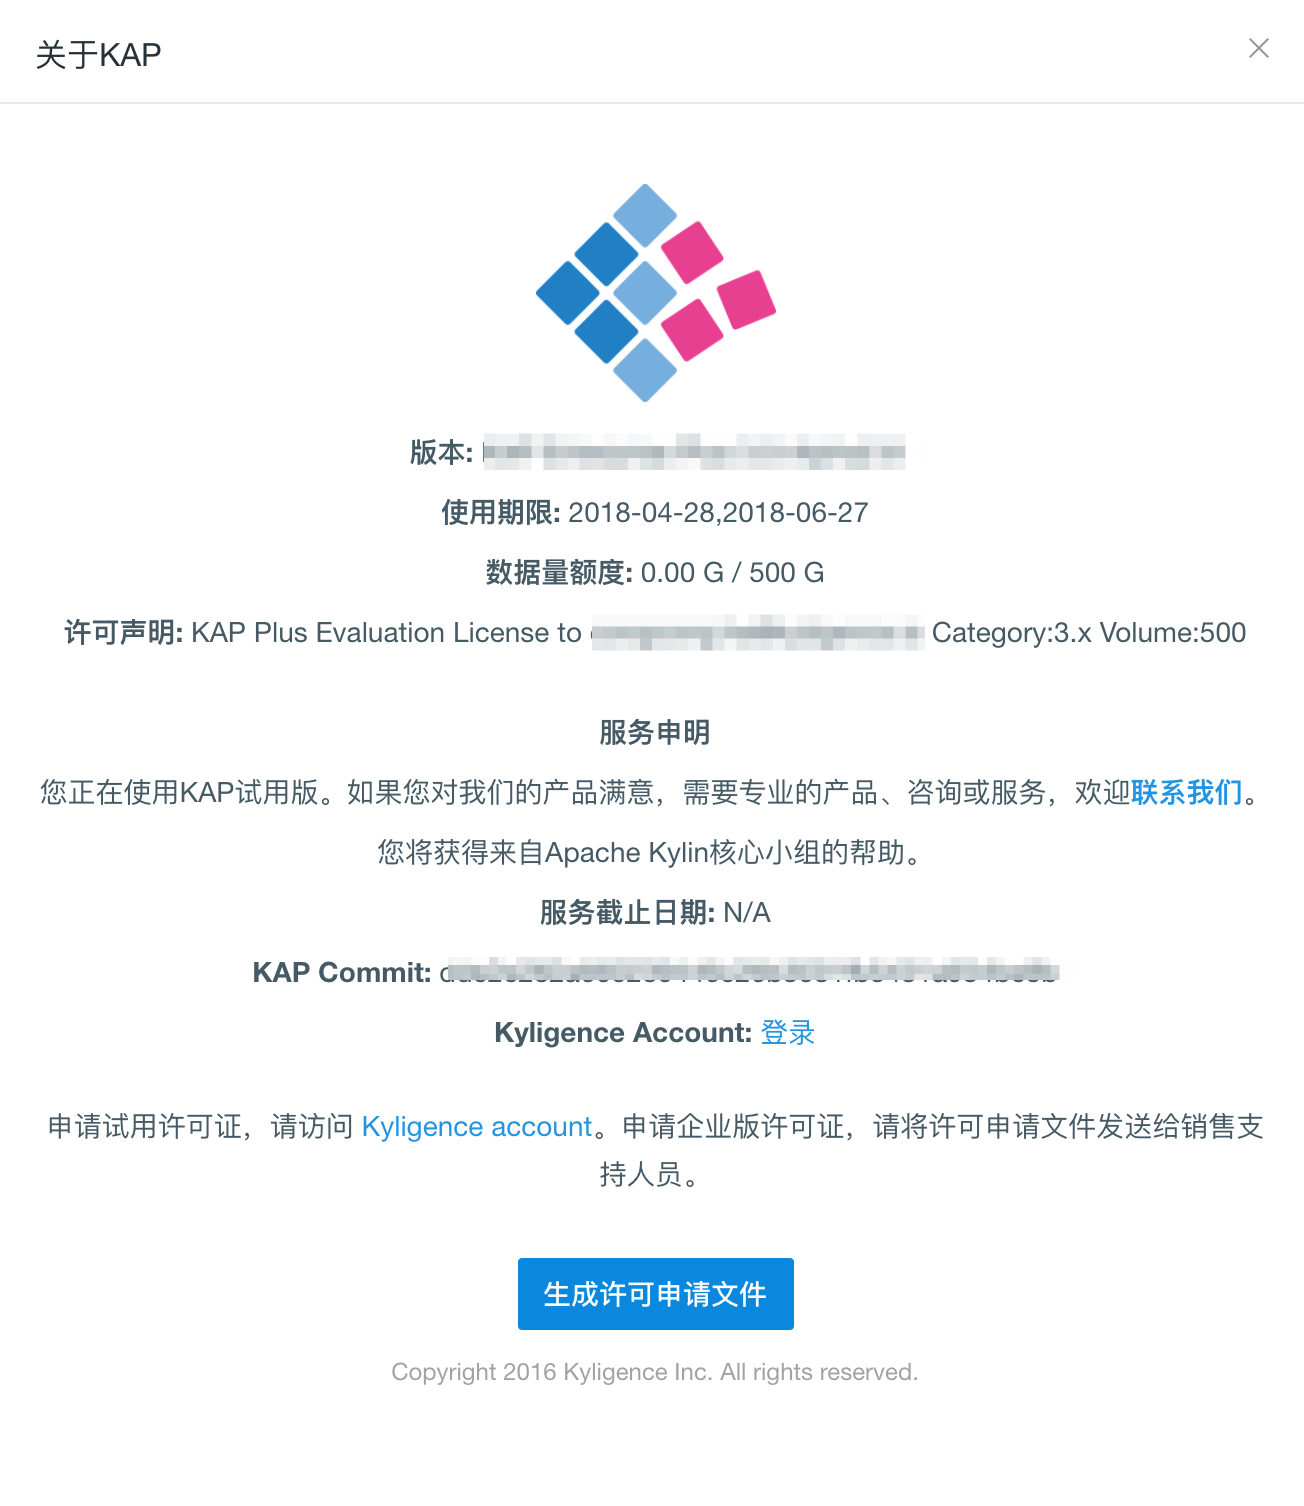 关于KAP
版本:
使用期限: 2018-04-28,2018-06-27
数据量额度: 0.00 G / 500 G
许可声明: KAP Plus Evaluation License to Category:3.x Volume:500
服务申明
您正在使用KAP试用版。如果您对我们的产品满意，需要专业的产品、咨询或服务，欢迎联系我们。
您将获得来自Apache Kylin核心小组的帮助。
服务截止日期: N/A
KAP Commit:
Kyligence Account: 登录
申请试用许可证，请访问 Kyligence account。申请企业版许可证，请将许可申请文件发送给销售支
持人员。
生成许可申请文件
Copyright 2016 Kyligence Inc. All rights reserved.